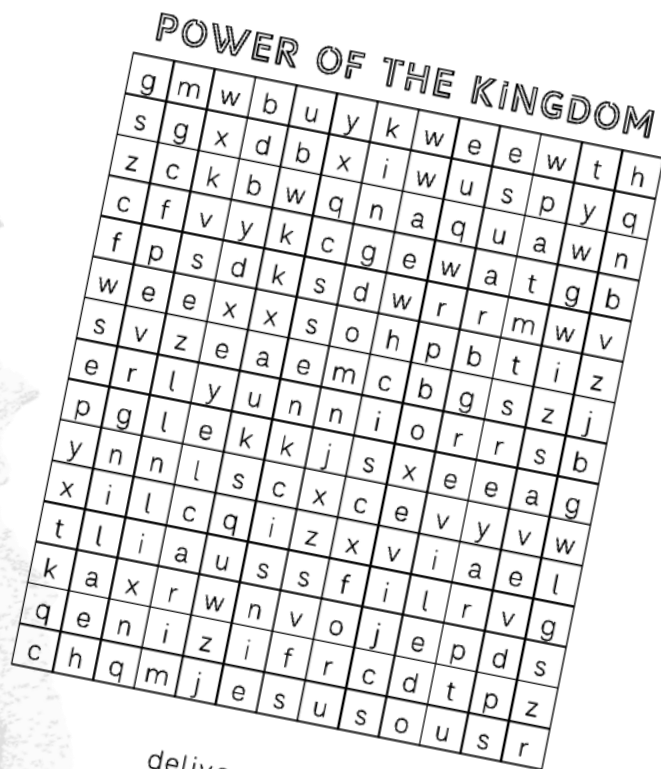 POWER OF THE KiNGDOM
g m w b u y k w e e w t h
s g x d b x i w u s p y q
z c k b w q n a q u a w n
c f v y k c g e w a t g b
f p s d k s d w r r m w v
w e e x x s o h p b t i z
s v z e a e m c b g s z j
e r l y u n n i o r r s b
p g l e k k j s x e e a g
y n n l s c x c e v y v w
x i l c q i z x v i a e l
t l i a u s s f i l r v g
k a x r w n v o j e p d s
q e n i z i f r c d t p z
c h q m j e s u s o u s r